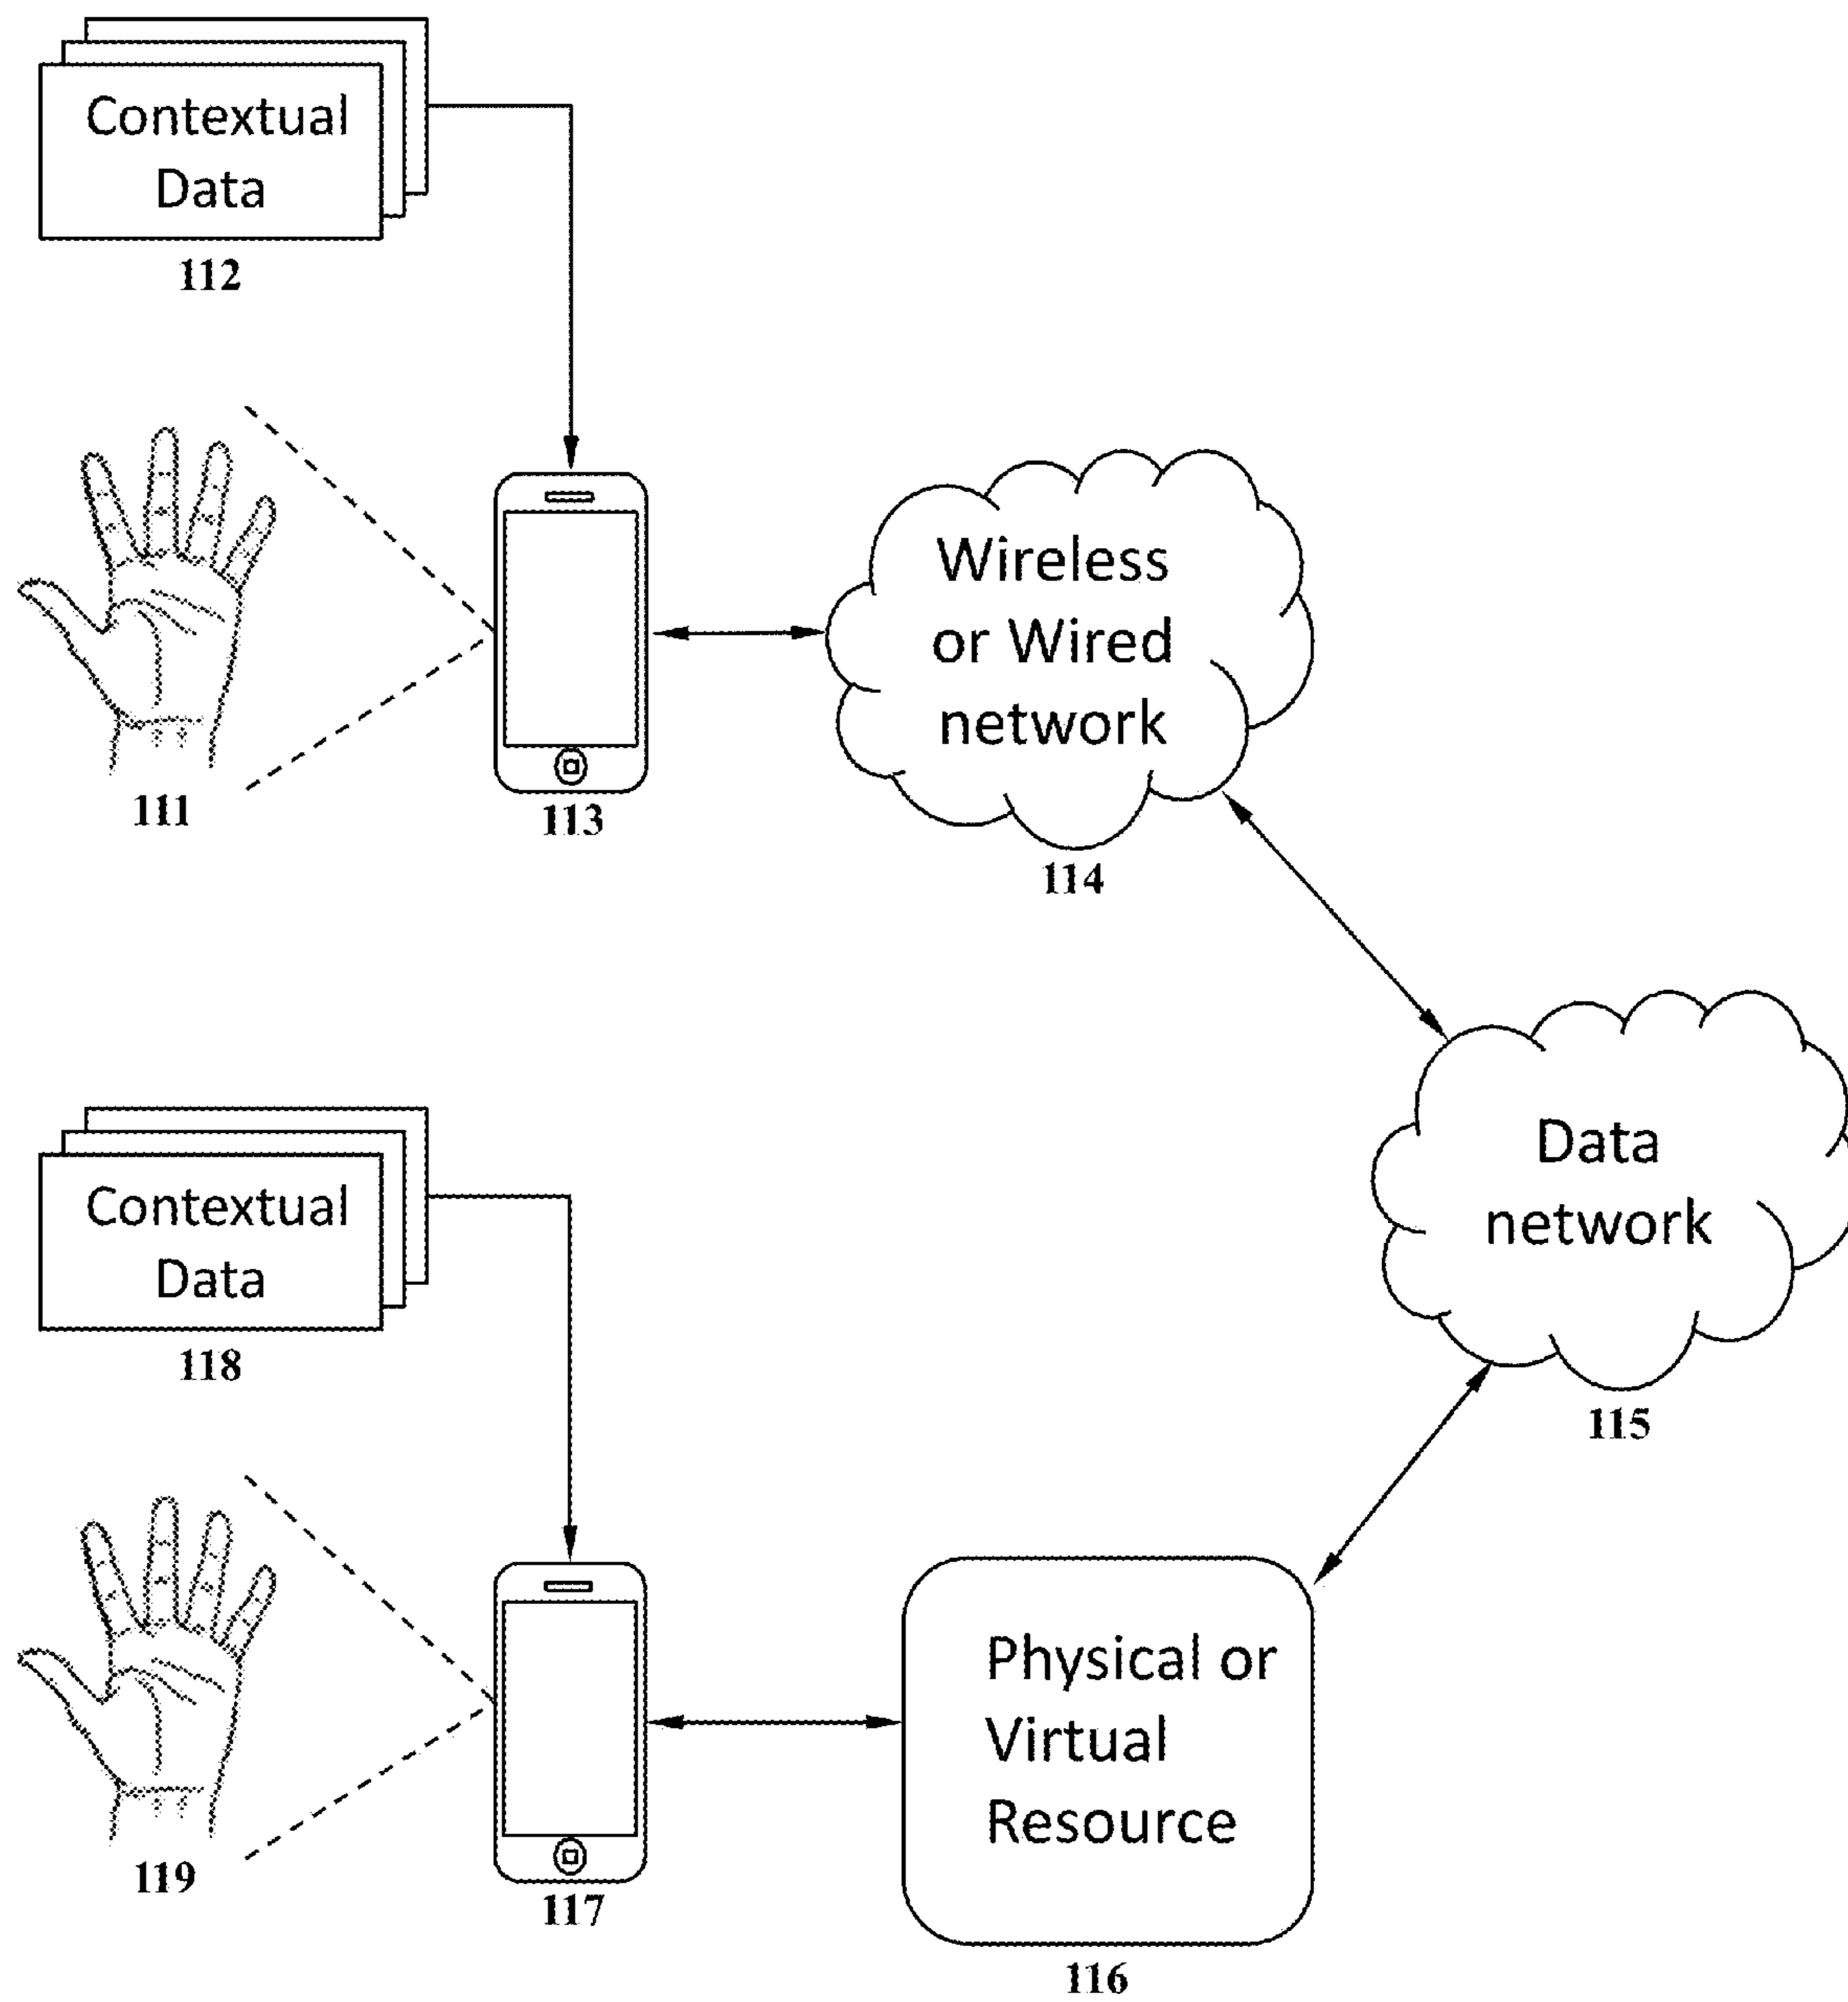 Contextual
Data
112
111
113
Wireless
or Wired
network
114
Data
network
115
Contextual
Data
118
119
117
Physical or
Virtual
Resource
116